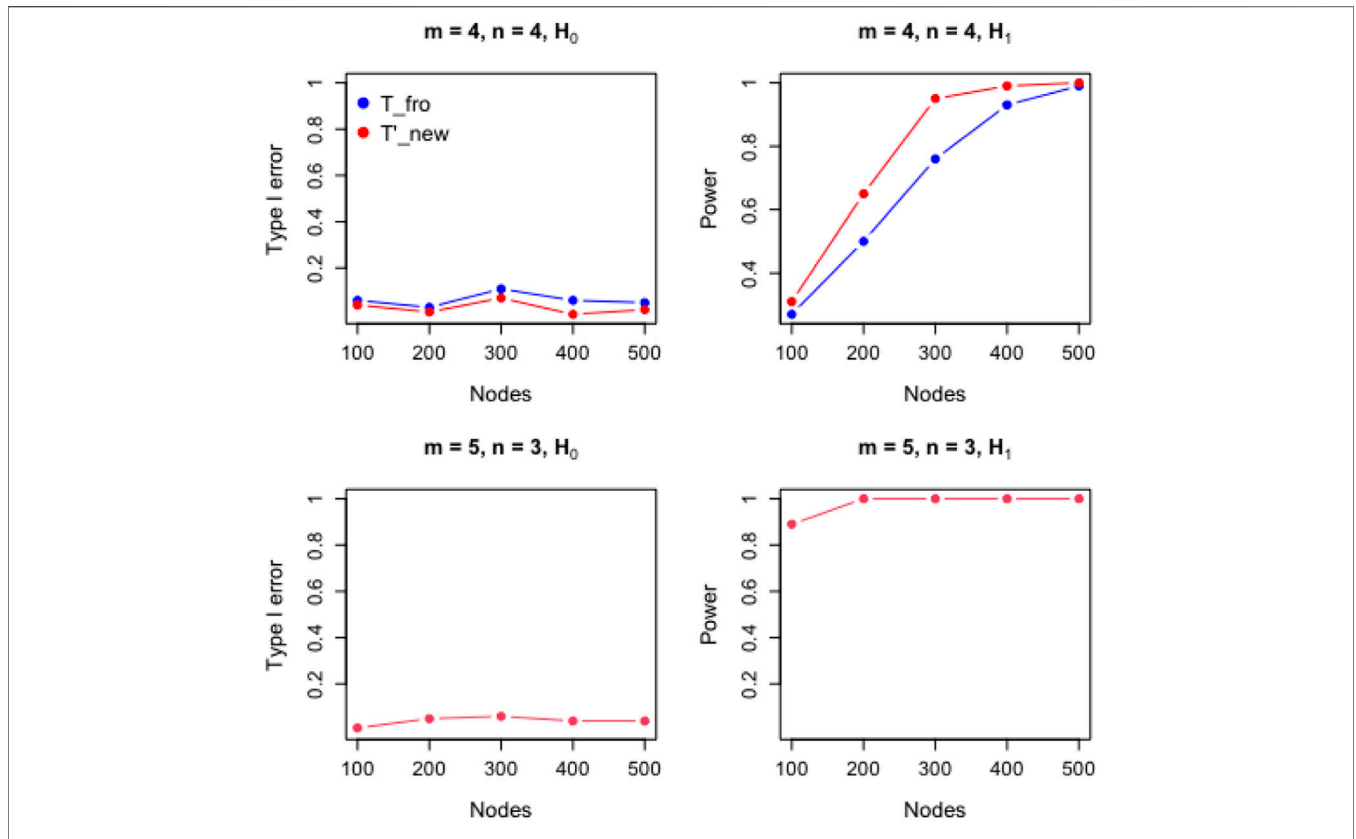 m = 4, n = 4, H0
Type I error
1
0.8
0.6
0.4
0.2
T_fro
T'_new
100 200 300 400 500
Nodes
m = 4, n = 4, H1
Power
1
0.8
0.6
0.4
100 200 300 400 500
Nodes
m = 5, n = 3, H0
Type I error
1
0.8
0.6
0.4
0.2
100 200 300 400 500
Nodes
m = 5, n = 3, H1
Power
1
0.8
0.6
0.4
0.2
100 200 300 400 500
Nodes